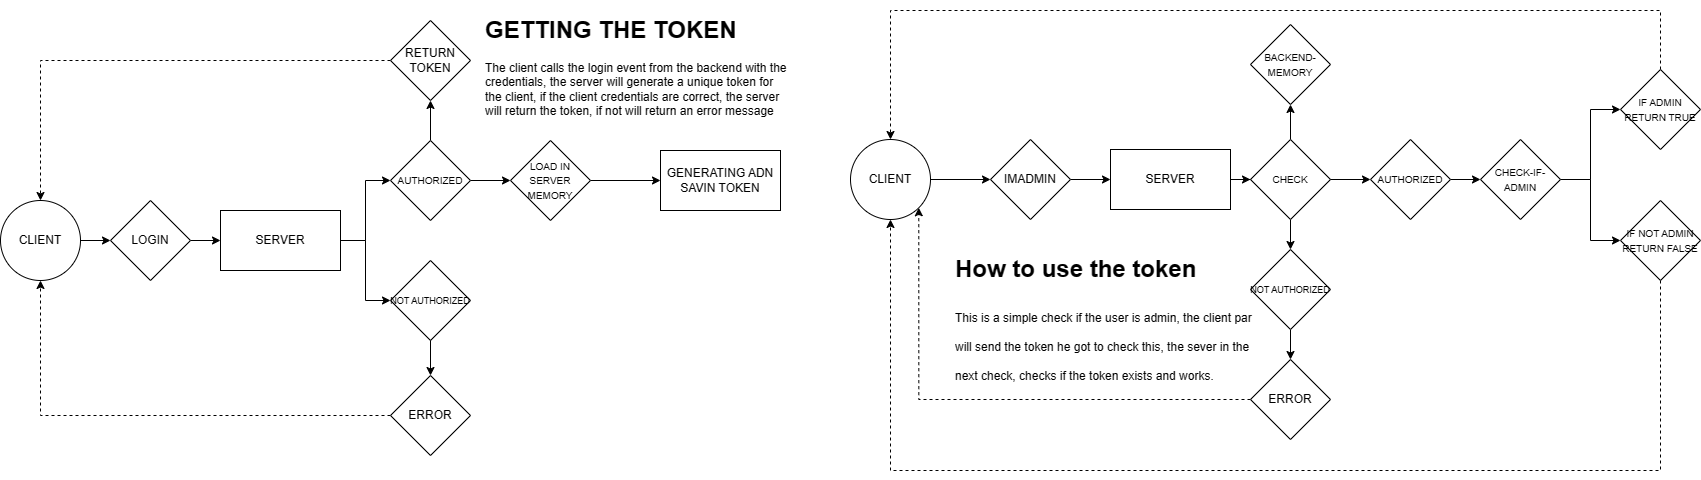 GETTING THE TOKEN
The client calls the login event from the backend with the
credentials, the server will generate a unique token for
the client, if the client credentials are correct, the server
will return the token, if not will return an error message
RETURN
TOKEN
AUTHORIZED
LOAD IN
SERVER
MEMORY
GENERATING ADN
SAVIN TOKEN
CLIENT
LOGIN
SERVER
NOT AUTHORIZED
ERROR
BACKEND-
MEMORY
IF ADMIN
RETURN TRUE
CLIENT
IMADMIN
SERVER
CHECK
AUTHORIZED
CHECK-IF-
ADMIN
IF NOT ADMIN
RETURN FALSE
How to use the token
This is a simple check if the user is admin, the client par
will send the token he got to check this, the sever in the
next check, checks if the token exists and works.
NOT AUTHORIZED
ERROR